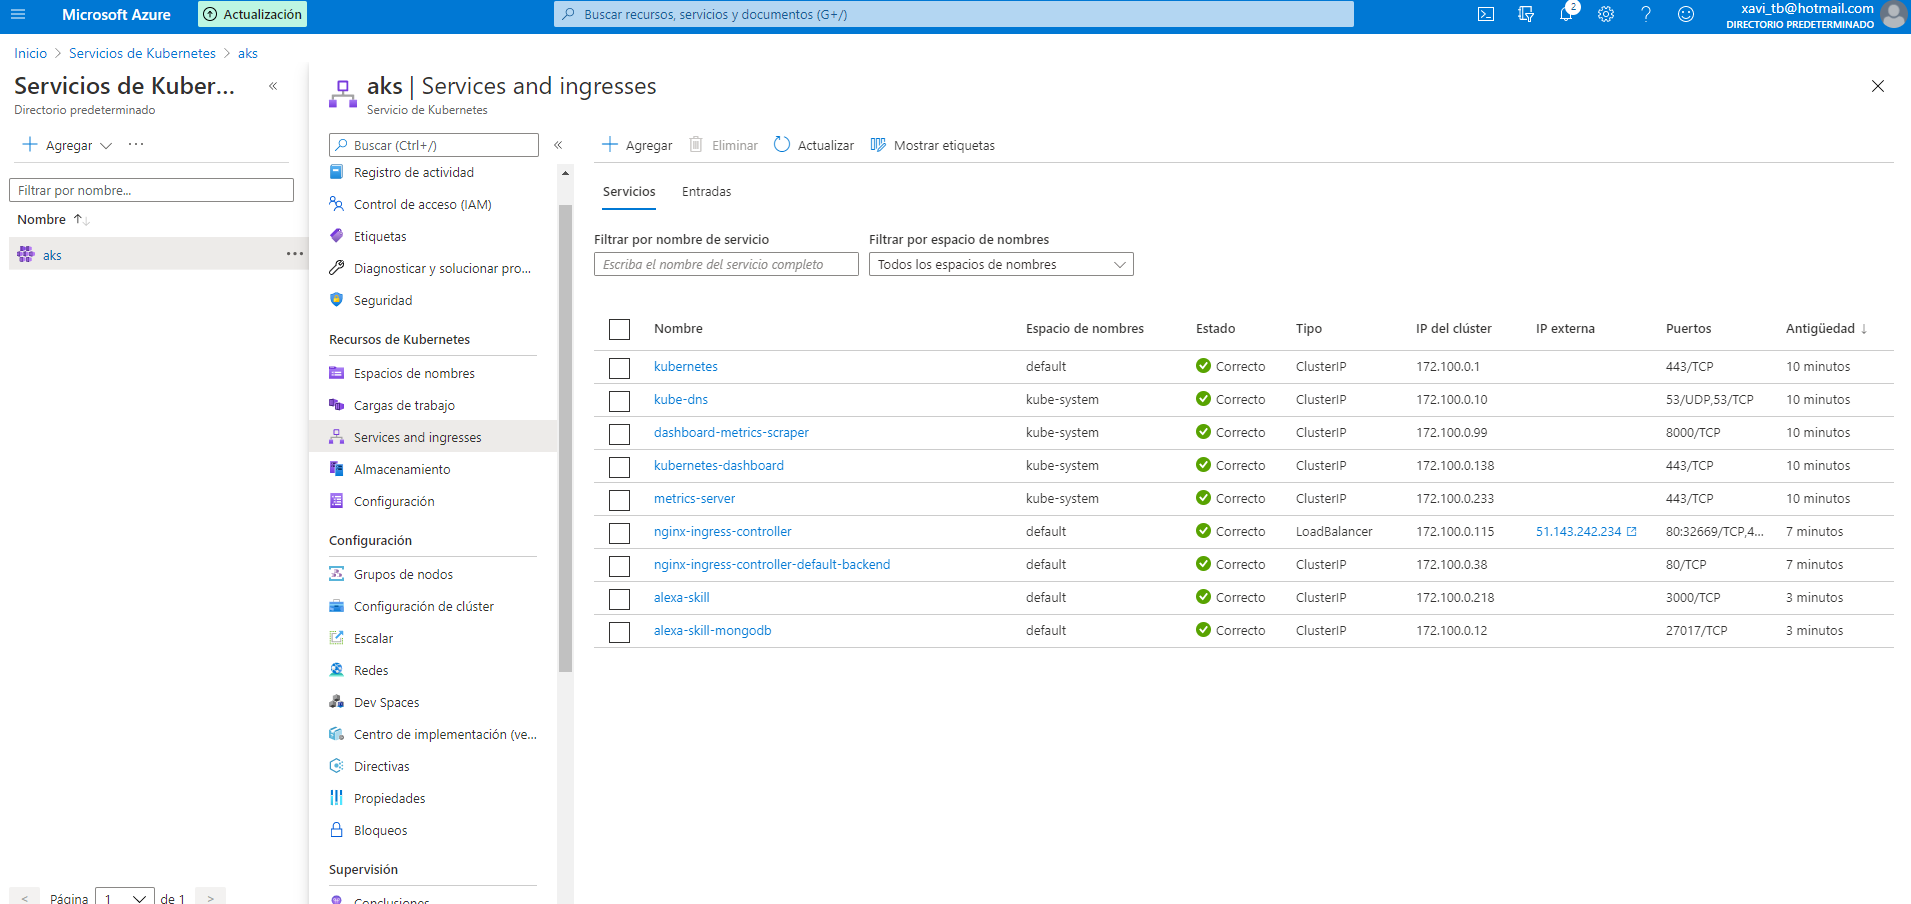 Microsoft Azure
Actualización
Buscar recursos, servicios y documentos (G+/)
2
xavi_tb@hotmail.com
DIRECTORIO PREDETERMINADO
Inicio > Servicios de Kubernetes > aks
Servicios de Kuber... «
Directorio predeterminado
+ Agregar ...
Filtrar por nombre...
Nombre ↑↓
aks ...
< Página 1 de 1 >
aks | Services and ingresses
Servicio de Kubernetes
Buscar (Ctrl+/) «
Registro de actividad
Control de acceso (IAM)
Etiquetas
Diagnosticar y solucionar pro...
Seguridad
Recursos de Kubernetes
Espacios de nombres
Cargas de trabajo
Services and ingresses
Almacenamiento
Configuración
Configuración
Grupos de nodos
Configuración de clúster
Escalar
Redes
Dev Spaces
Centro de implementación (ve...
Directivas
Propiedades
Bloqueos
Supervisión
Conclusiones
+ Agregar Eliminar Actualizar Mostrar etiquetas
Servicios Entradas
Filtrar por nombre de servicio Filtrar por espacio de nombres
Escriba el nombre del servicio completo Todos los espacios de nombres
Nombre Espacio de nombres Estado Tipo IP del clúster IP externa Puertos Antigüedad ↓
kubernetes default Correcto ClusterIP 172.100.0.1 443/TCP 10 minutos
kube-dns kube-system Correcto ClusterIP 172.100.0.10 53/UDP,53/TCP 10 minutos
dashboard-metrics-scraper kube-system Correcto ClusterIP 172.100.0.99 8000/TCP 10 minutos
kubernetes-dashboard kube-system Correcto ClusterIP 172.100.0.138 443/TCP 10 minutos
metrics-server kube-system Correcto ClusterIP 172.100.0.233 443/TCP 10 minutos
nginx-ingress-controller default Correcto LoadBalancer 172.100.0.115 51.143.242.234 80:32669/TCP,4... 7 minutos
nginx-ingress-controller-default-backend default Correcto ClusterIP 172.100.0.38 80/TCP 7 minutos
alexa-skill default Correcto ClusterIP 172.100.0.218 3000/TCP 3 minutos
alexa-skill-mongodb default Correcto ClusterIP 172.100.0.12 27017/TCP 3 minutos